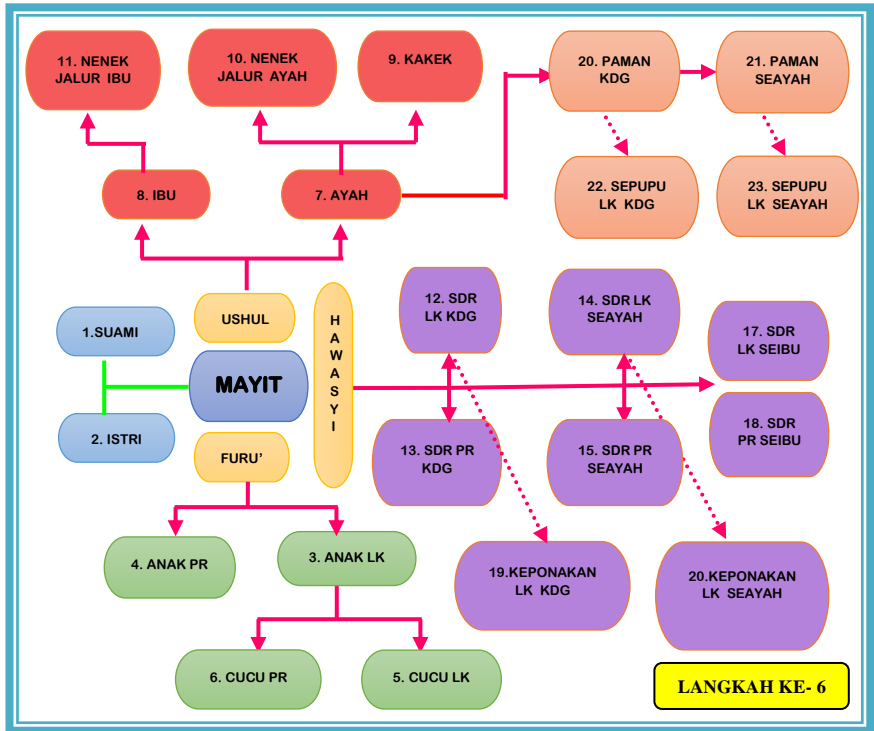 11. NENEK
JALUR IBU
10. NENEK
JALUR AYAH
9. KAKEK
20. PAMAN
KDG
21. PAMAN
SEAYAH
8. IBU
7. AYAH
22. SEPUPU
LK KDG
23. SEPUPU
LK SEAYAH
1.SUAMI
USHUL
H
A
W
A
S
Y
I
12. SDR
LK KDG
14. SDR LK
SEAYAH
17. SDR
LK SEIBU
MAYIT
2. ISTRI
FURU’
13. SDR PR
KDG
15. SDR PR
SEAYAH
18. SDR
PR SEIBU
4. ANAK PR
3. ANAK LK
19.KEPONAKAN
LK KDG
20.KEPONAKAN
LK SEAYAH
6. CUCU PR
5. CUCU LK
LANGKAH KE- 6